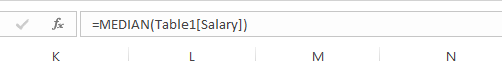 fx =MEDIAN(Table1[Salary])
K L M N